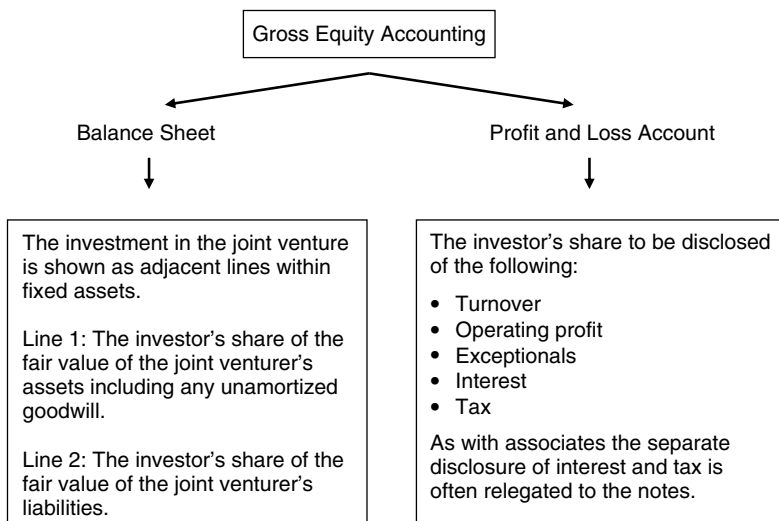 Gross Equity Accounting
Balance Sheet
Profit and Loss Account
The investment in the joint venture
is shown as adjacent lines within
fixed assets.
Line 1: The investor's share of the
fair value of the joint venturer's
assets including any unamortized
goodwill.
Line 2: The investor's share of the
fair value of the joint venturer's
liabilities.
The investor's share to be disclosed
of the following:
• Turnover
• Operating profit
• Exceptionals
• Interest
• Tax
As with associates the separate
disclosure of interest and tax is
often relegated to the notes.